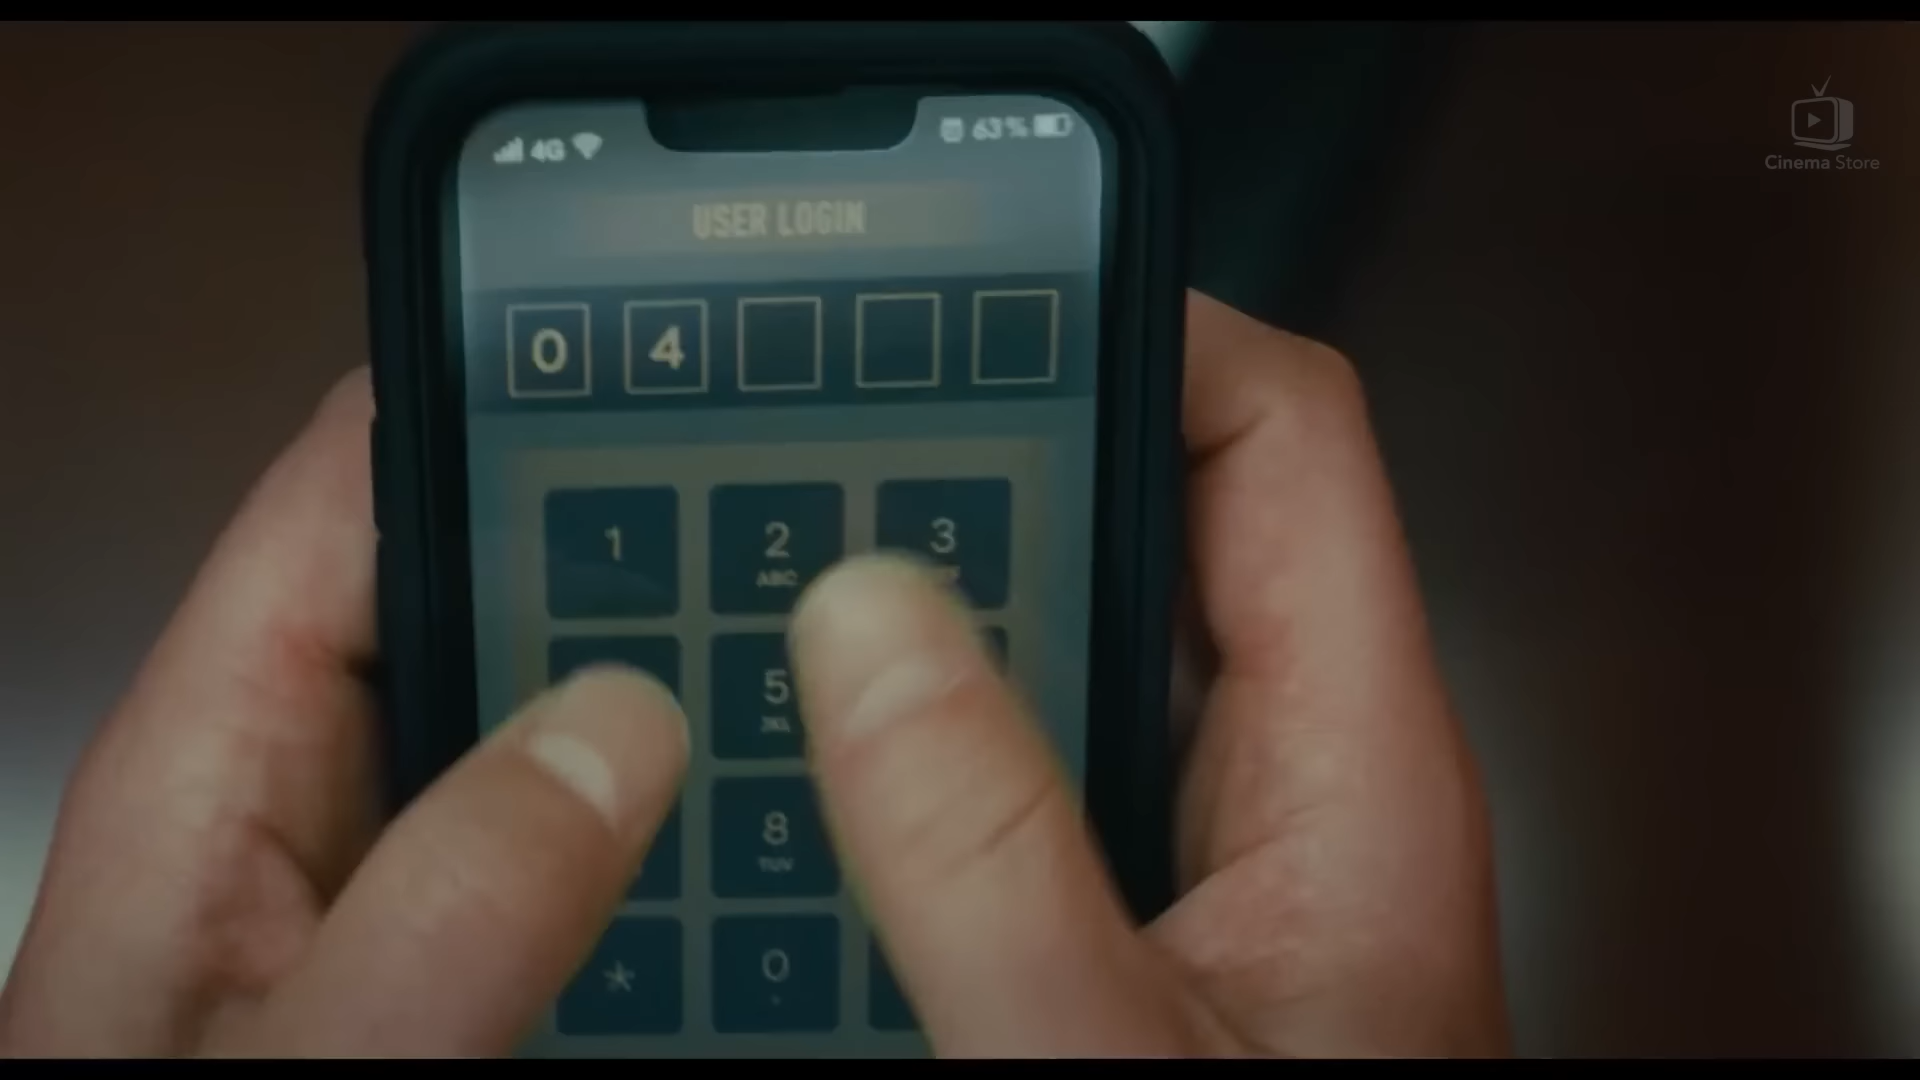 4G 63%
Cinema Store
USER LOGIN
0 4
1 2 3
ABC
5
JKL
8
TUV
* 0